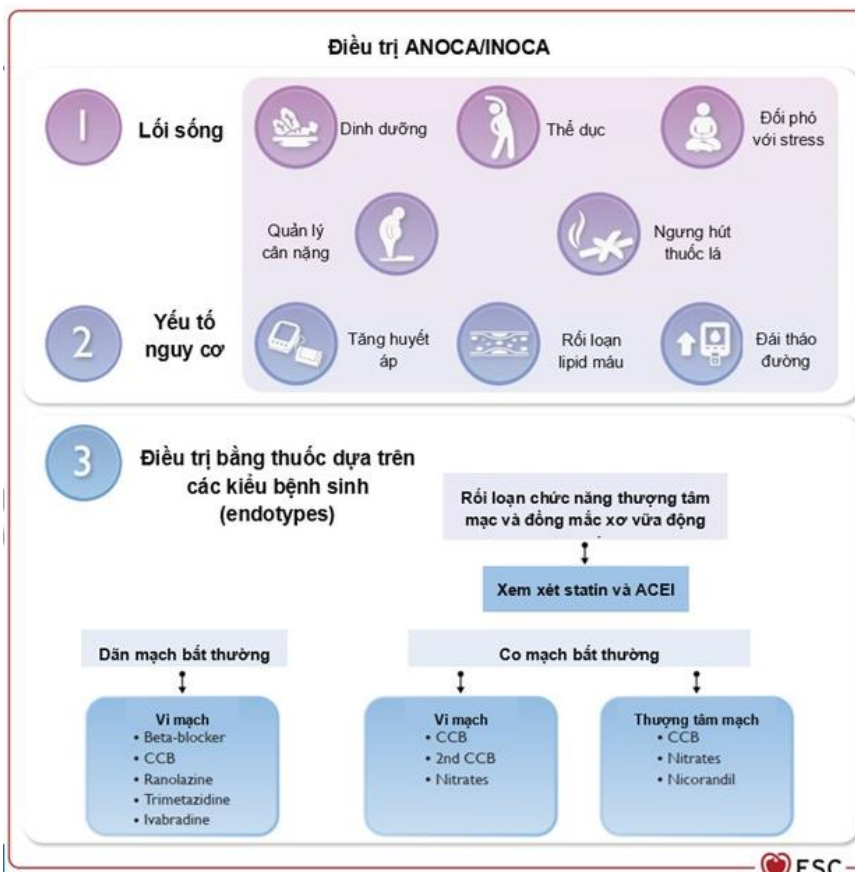 Điều trị ANOCA/INOCA
1
Lối sống
Dinh dưỡng
Thể dục
Đối phó
với stress
Quản lý
cân nặng
Ngưng hút
thuốc lá
2
Yếu tố
nguy cơ
Tăng huyết
áp
Rối loạn
lipid máu
Đái tháo
đường
3
Điều trị bằng thuốc dựa trên
các kiểu bệnh sinh
(endotypes)
Rối loạn chức năng thượng tâm
mạc và đồng mắc xơ vữa động
Xem xét statin và ACEI
Dãn mạch bất thường
Co mạch bất thường
Vi mạch
• Beta-blocker
• CCB
• Ranolazine
• Trimetazidine
• Ivabradine
Vi mạch
• CCB
• 2nd CCB
• Nitrates
Thượng tâm mạch
• CCB
• Nitrates
• Nicorandil
ESC